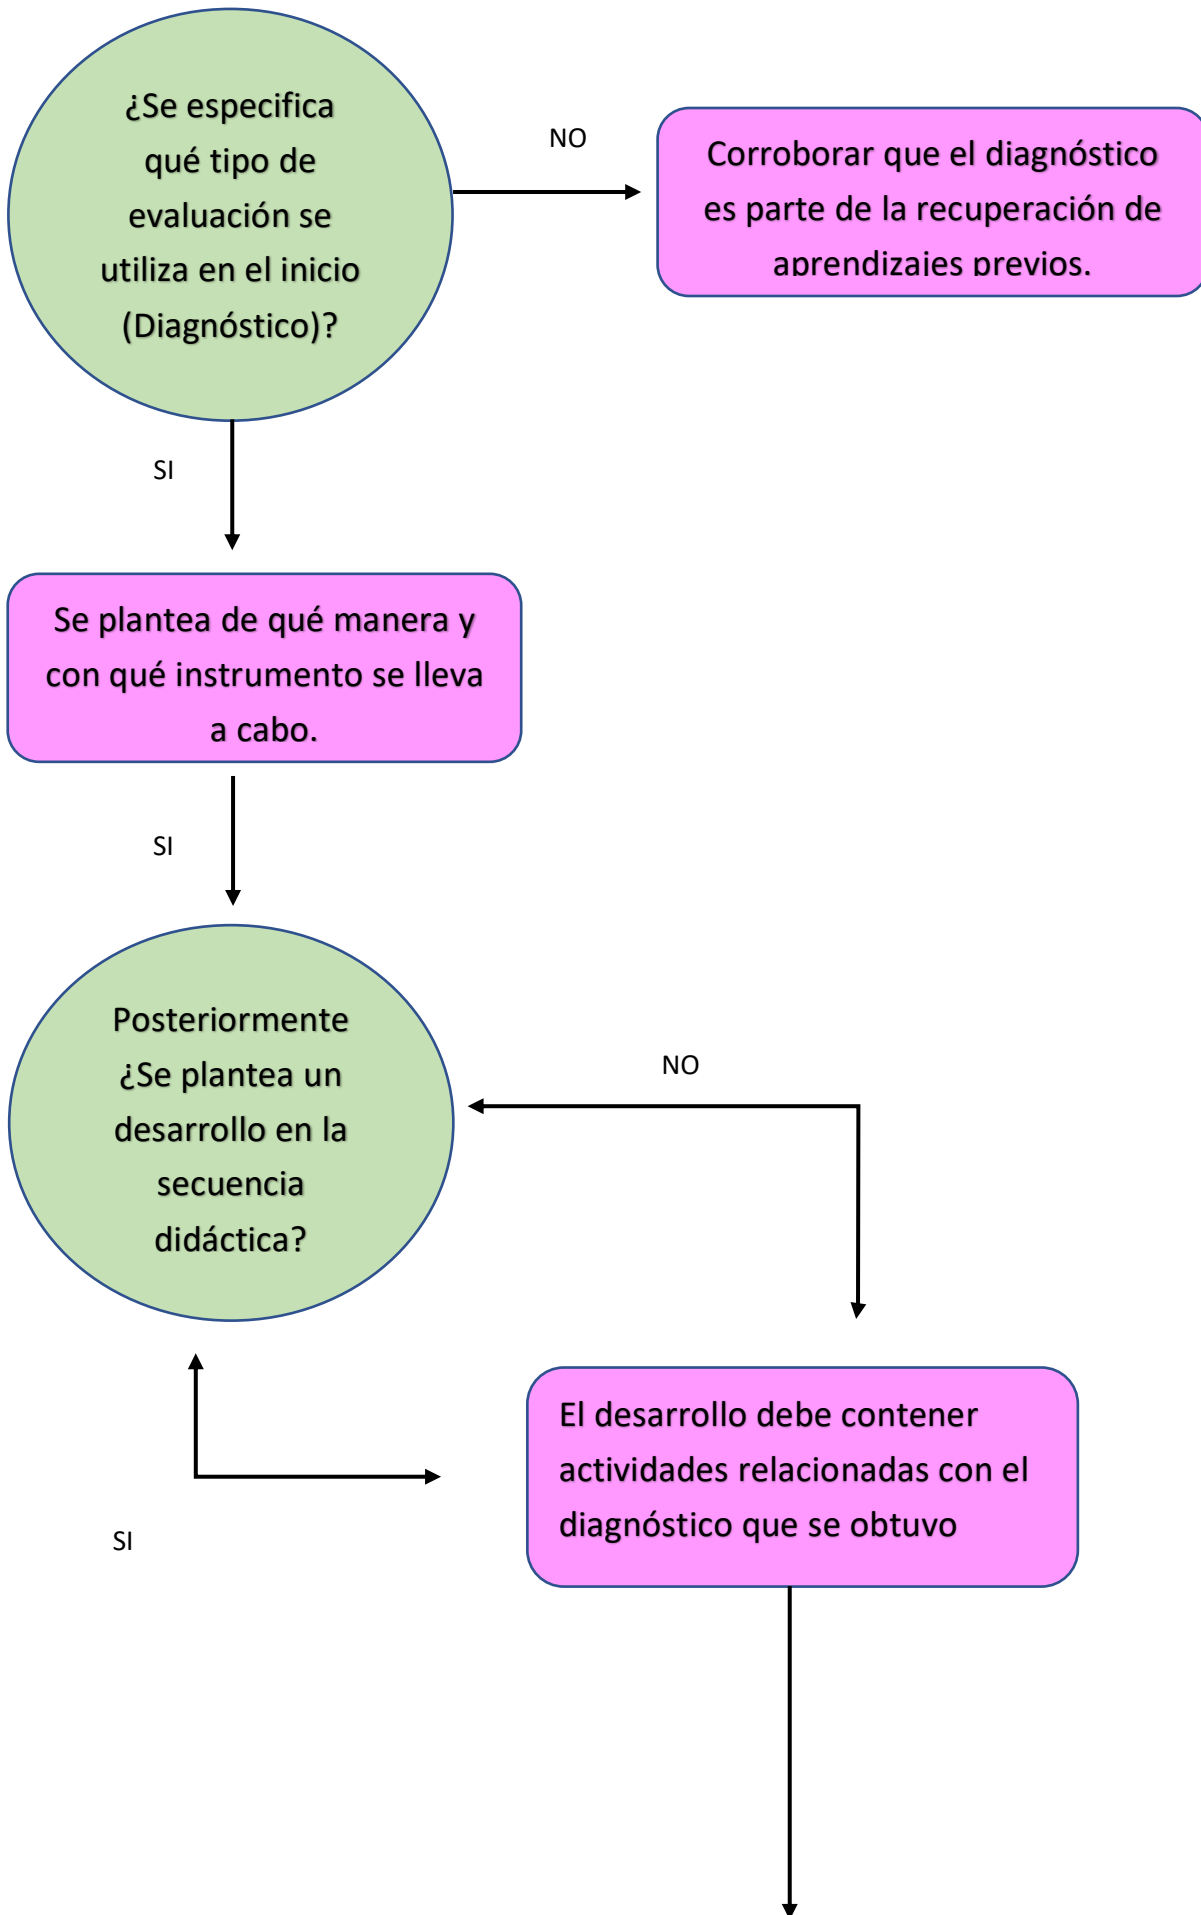 ¿Se especifica
qué tipo de
evaluación se
utiliza en el inicio
(Diagnóstico)?
NO
Corroborar que el diagnóstico
es parte de la recuperación de
aprendizajes previos.
SI
Se plantea de qué manera y
con qué instrumento se lleva
a cabo.
SI
Posteriormente
¿Se plantea un
desarrollo en la
secuencia
didáctica?
NO
El desarrollo debe contener
actividades relacionadas con el
diagnóstico que se obtuvo
SI